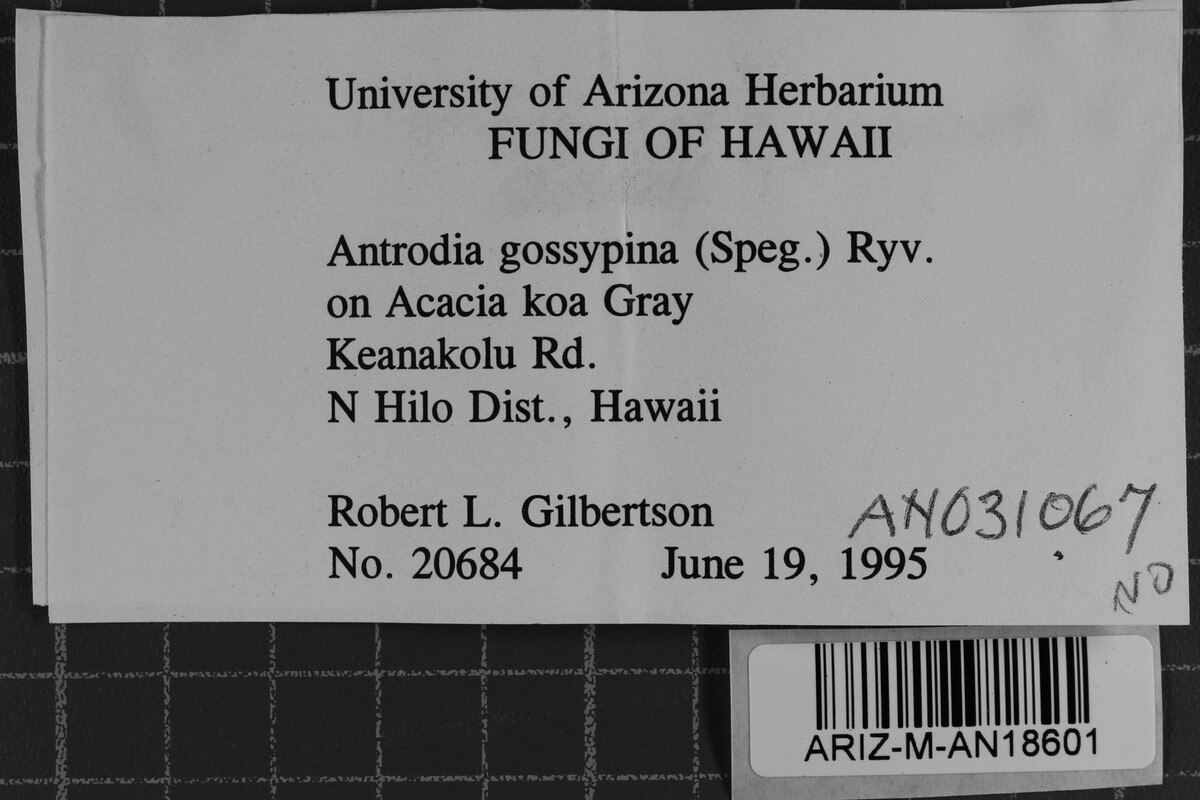 University of Arizona Herbarium
FUNGI OF HAWAII
Antrodia gossypina (Speg.) Ryv.
on Acacia koa Gray
Keanakolu Rd.
N Hilo Dist., Hawaii
Robert L. Gilbertson
No. 20684 June 19, 1995
AN031067
NO
ARIZ-M-AN18601